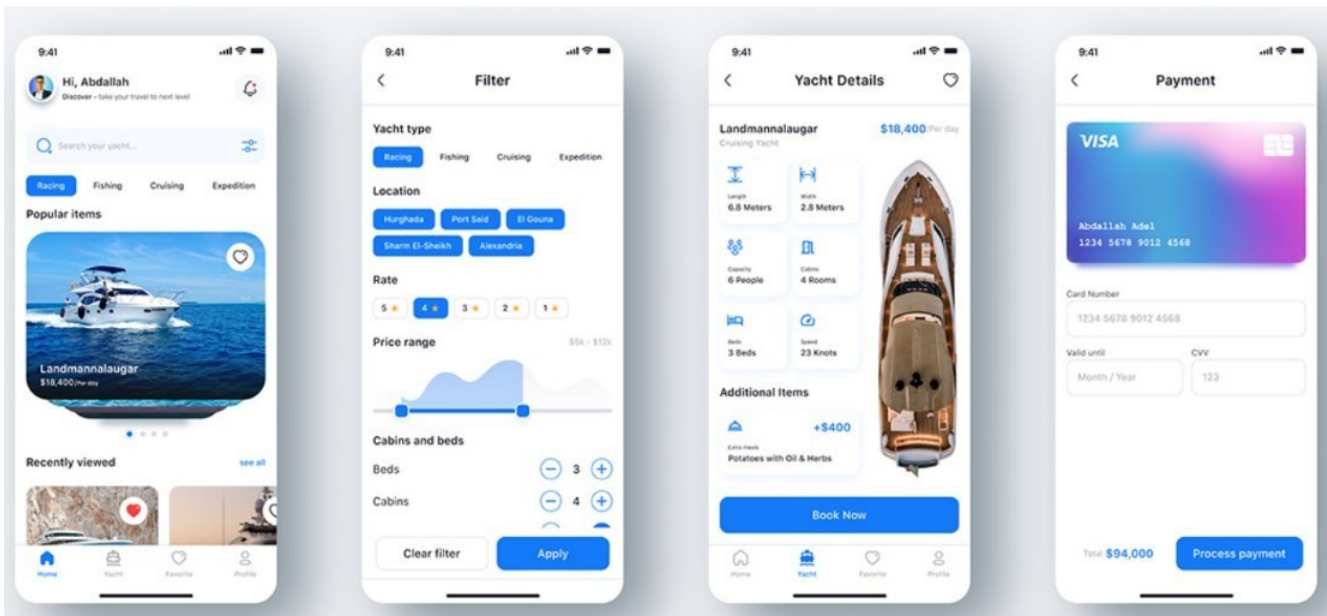 9:41
Hi, Abdallah
Discover - take your travel to next level
Search your yacht...
Racing Fishing Cruising Expedition
Popular items
Landmannalaugar
$18,400/Per day
Recently viewed see all
Home Yacht Favorite Profile
9:41
Filter
Yacht type
Racing Fishing Cruising Expedition
Location
Hurghada Port Said El Gouna
Sharm El-Sheikh Alexandria
Rate
5 4 3 2 1
Price range $5k - $12k
Cabins and beds
Beds 3
Cabins 4
Clear filter Apply
9:41
Yacht Details
Landmannalaugar $18,400/Per day
Cruising Yacht
Length Width
6.8 Meters 2.8 Meters
Capacity Cabins
6 People 4 Rooms
Beds Speed
3 Beds 23 Knots
Additional Items
+$400
Extra meals
Potatoes with Oil & Herbs
Book Now
Home Yacht Favorite Profile
9:41
Payment
VISA
Abdallah Adel
1234 5678 9012 4568
Card Number
1234 5678 9012 4568
Valid until CVV
Month / Year 123
Total $94,000 Process payment